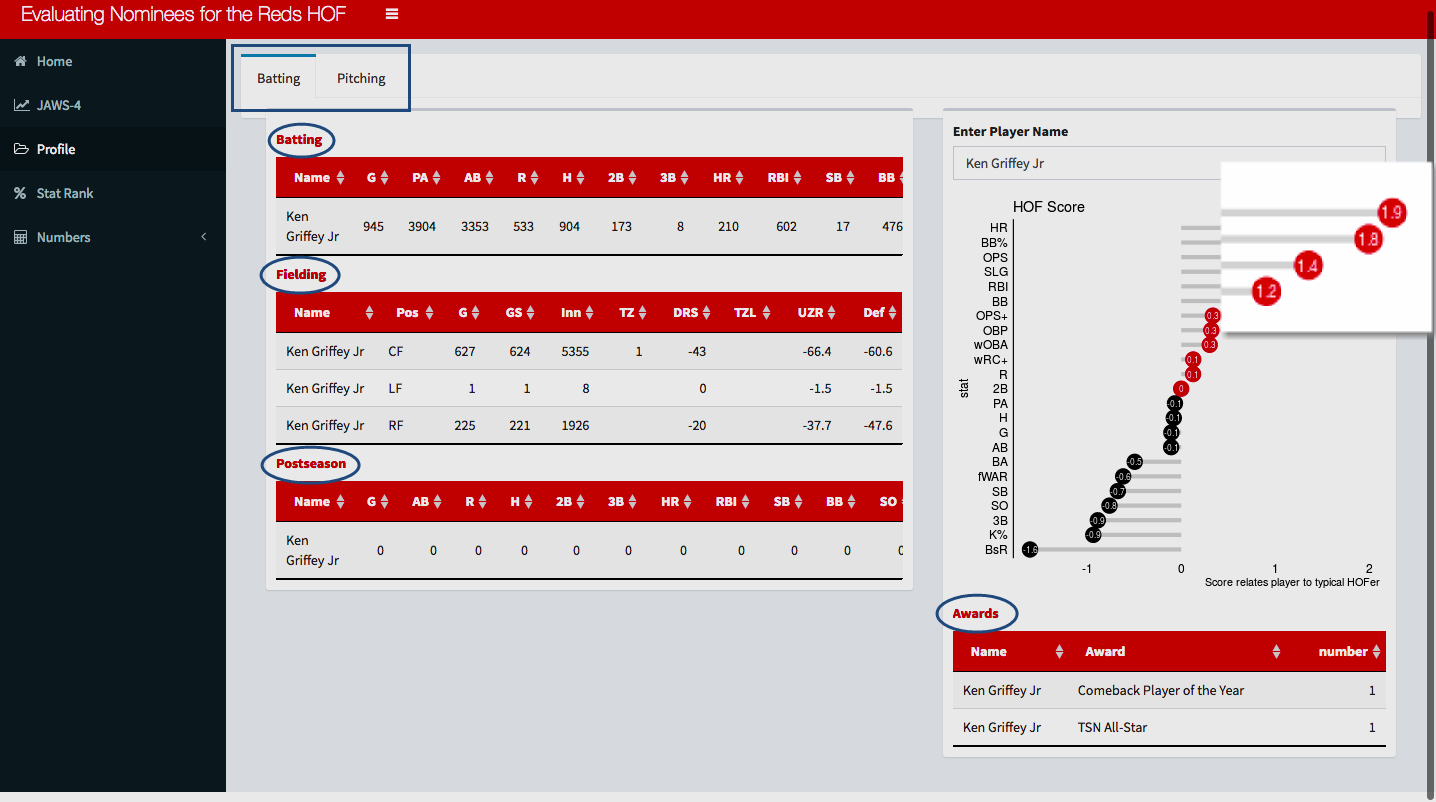 Evaluating Nominees for the Reds HOF
Home
JAWS-4
Profile
Stat Rank
Numbers
Batting Pitching
Batting
Name G PA AB R H 2B 3B HR RBI SB BB
Ken Griffey Jr 945 3904 3353 533 904 173 8 210 602 17 476
Fielding
Name Pos G GS Inn TZ DRS TZL UZR Def
Ken Griffey Jr CF 627 624 5355 1 -43 -66.4 -60.6
Ken Griffey Jr LF 1 1 8 0 -1.5 -1.5
Ken Griffey Jr RF 225 221 1926 -20 -37.7 -47.6
Postseason
Name G AB R H 2B 3B HR RBI SB BB SO
Ken Griffey Jr 0 0 0 0 0 0 0 0 0 0 0
Enter Player Name
Ken Griffey Jr
HOF Score
1.9
1.8
1.4
1.2
HR
BB%
OPS
SLG
RBI
BB
OPS+ 0.3
OBP 0.3
wOBA 0.3
wRC+ 0.1
R 0.1
2B 0
PA -0.1
H -0.1
G -0.1
AB -0.1
BA -0.5
fWAR -0.6
SB -0.7
SO -0.8
3B -0.9
K% -0.9
BsR -1.6
stat
-1 0 1 2
Score relates player to typical HOFer
Awards
Name Award number
Ken Griffey Jr Comeback Player of the Year 1
Ken Griffey Jr TSN All-Star 1